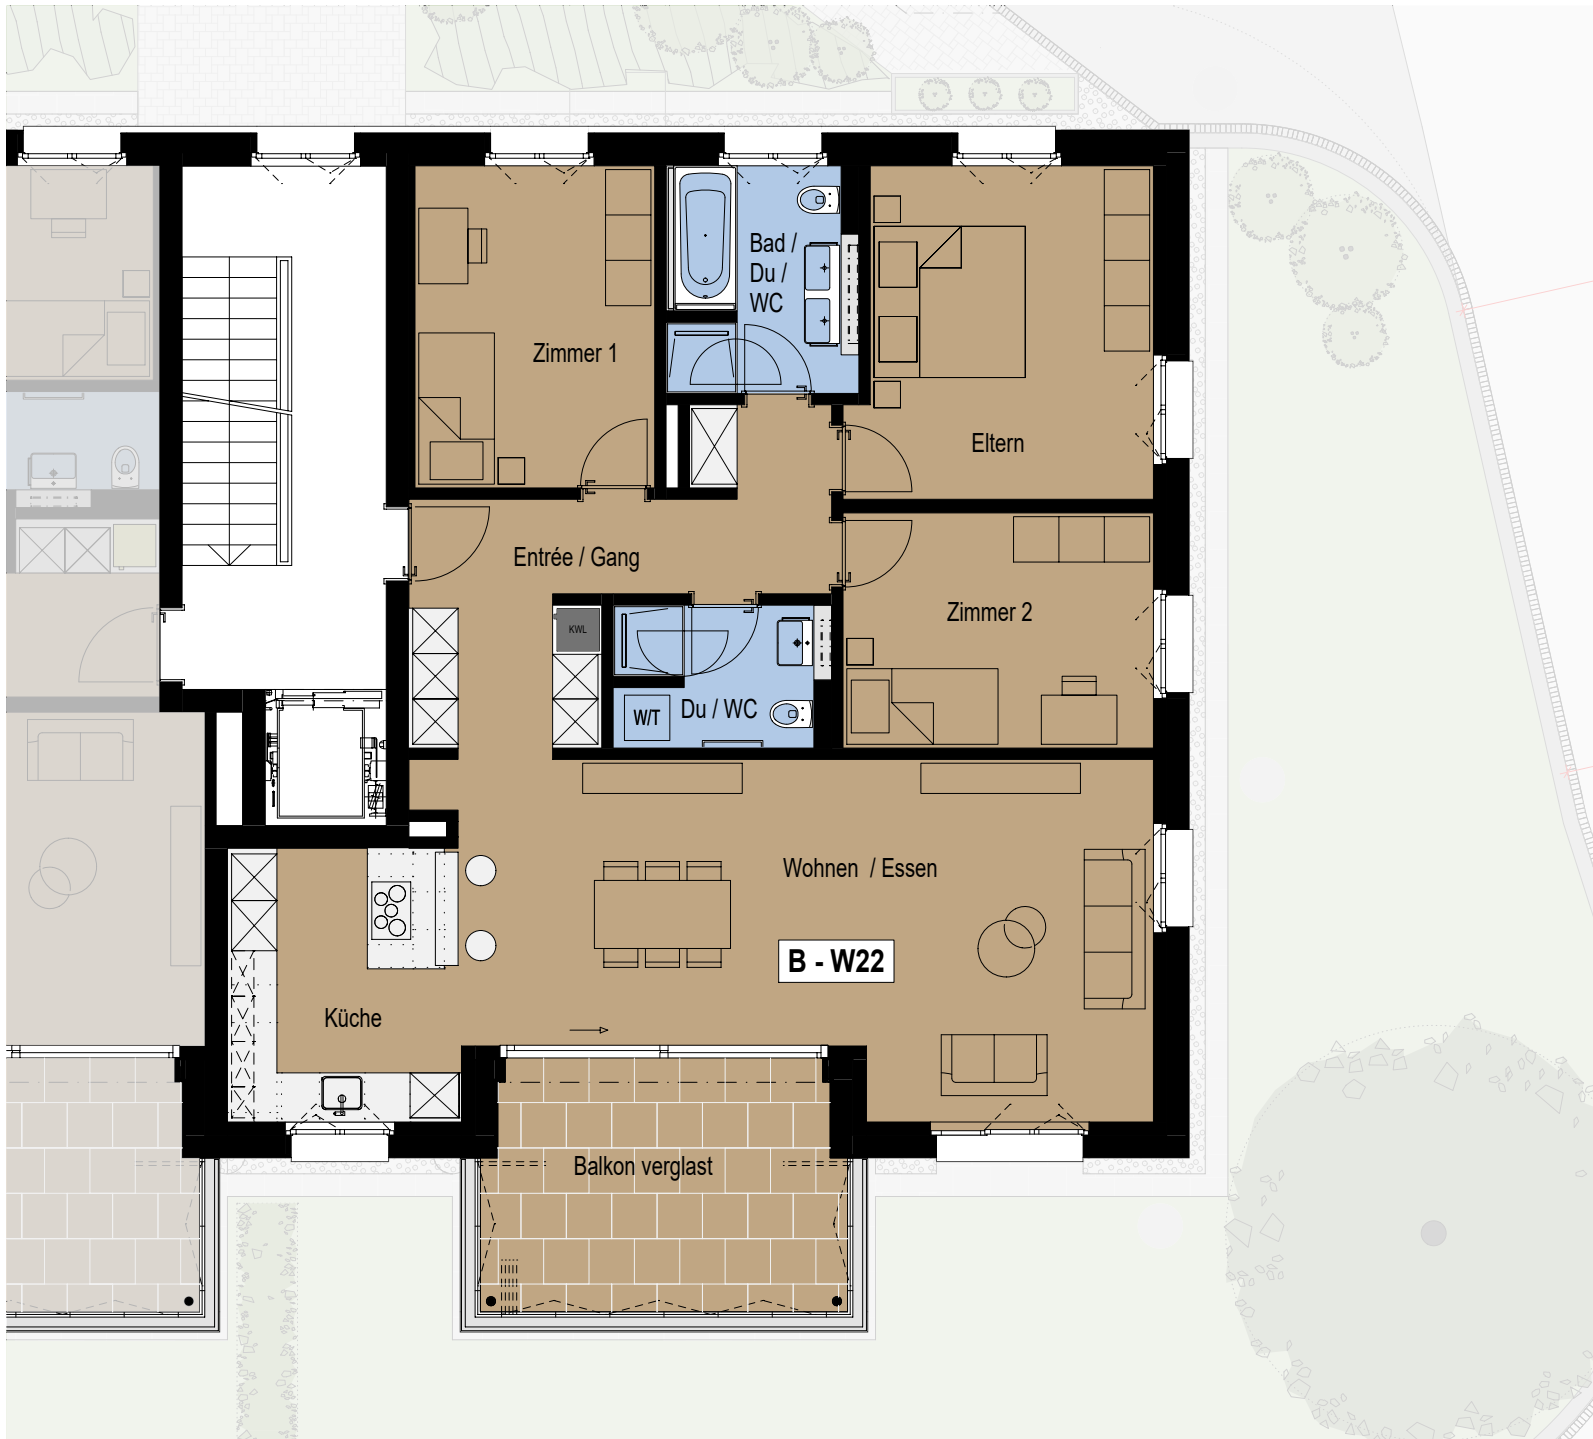 Bad /
Du /
WC
Zimmer 1
Eltern
Entrée / Gang
Zimmer 2
KWL
W/T
Du / WC
Wohnen / Essen
B - W22
Küche
Balkon verglast